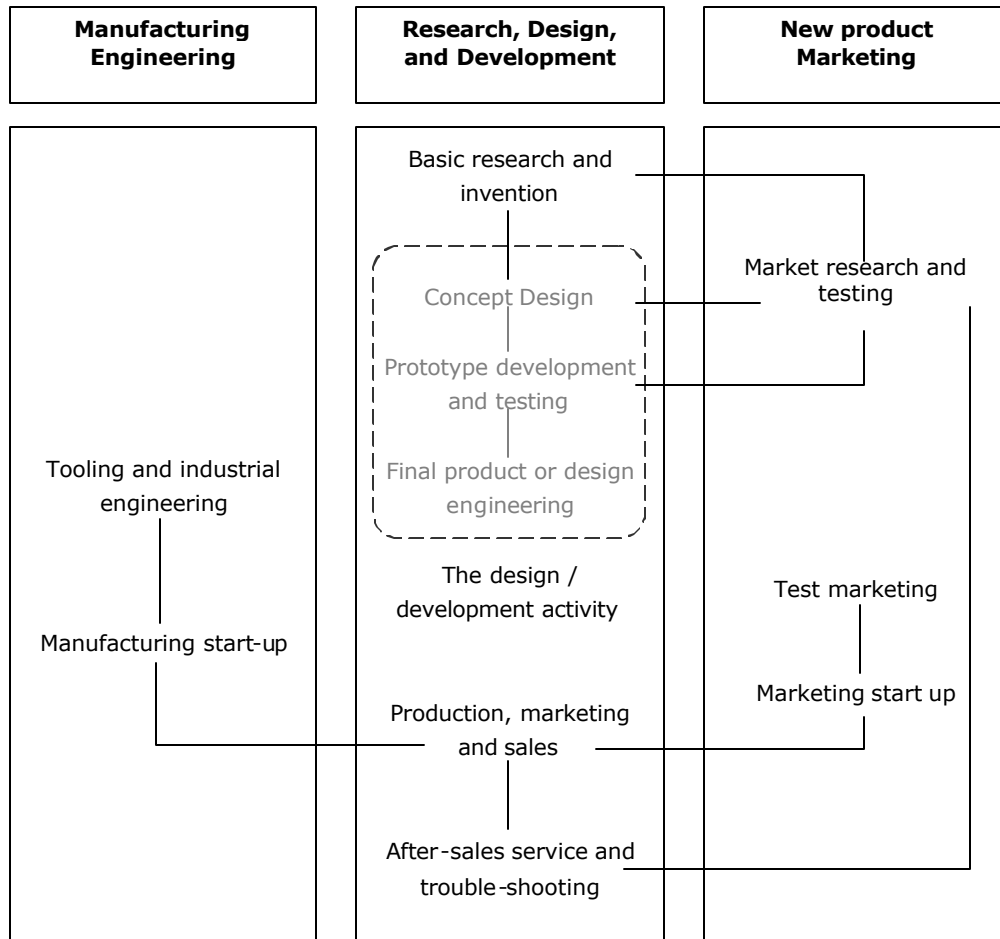 Manufacturing
Engineering
Research, Design,
and Development
New product
Marketing
Basic research and
invention
Market research and
testing
Concept Design
Prototype development
and testing
Tooling and industrial
engineering
Final product or design
engineering
The design /
development activity
Test marketing
Manufacturing start-up
Marketing start up
Production, marketing
and sales
After-sales service and
trouble-shooting